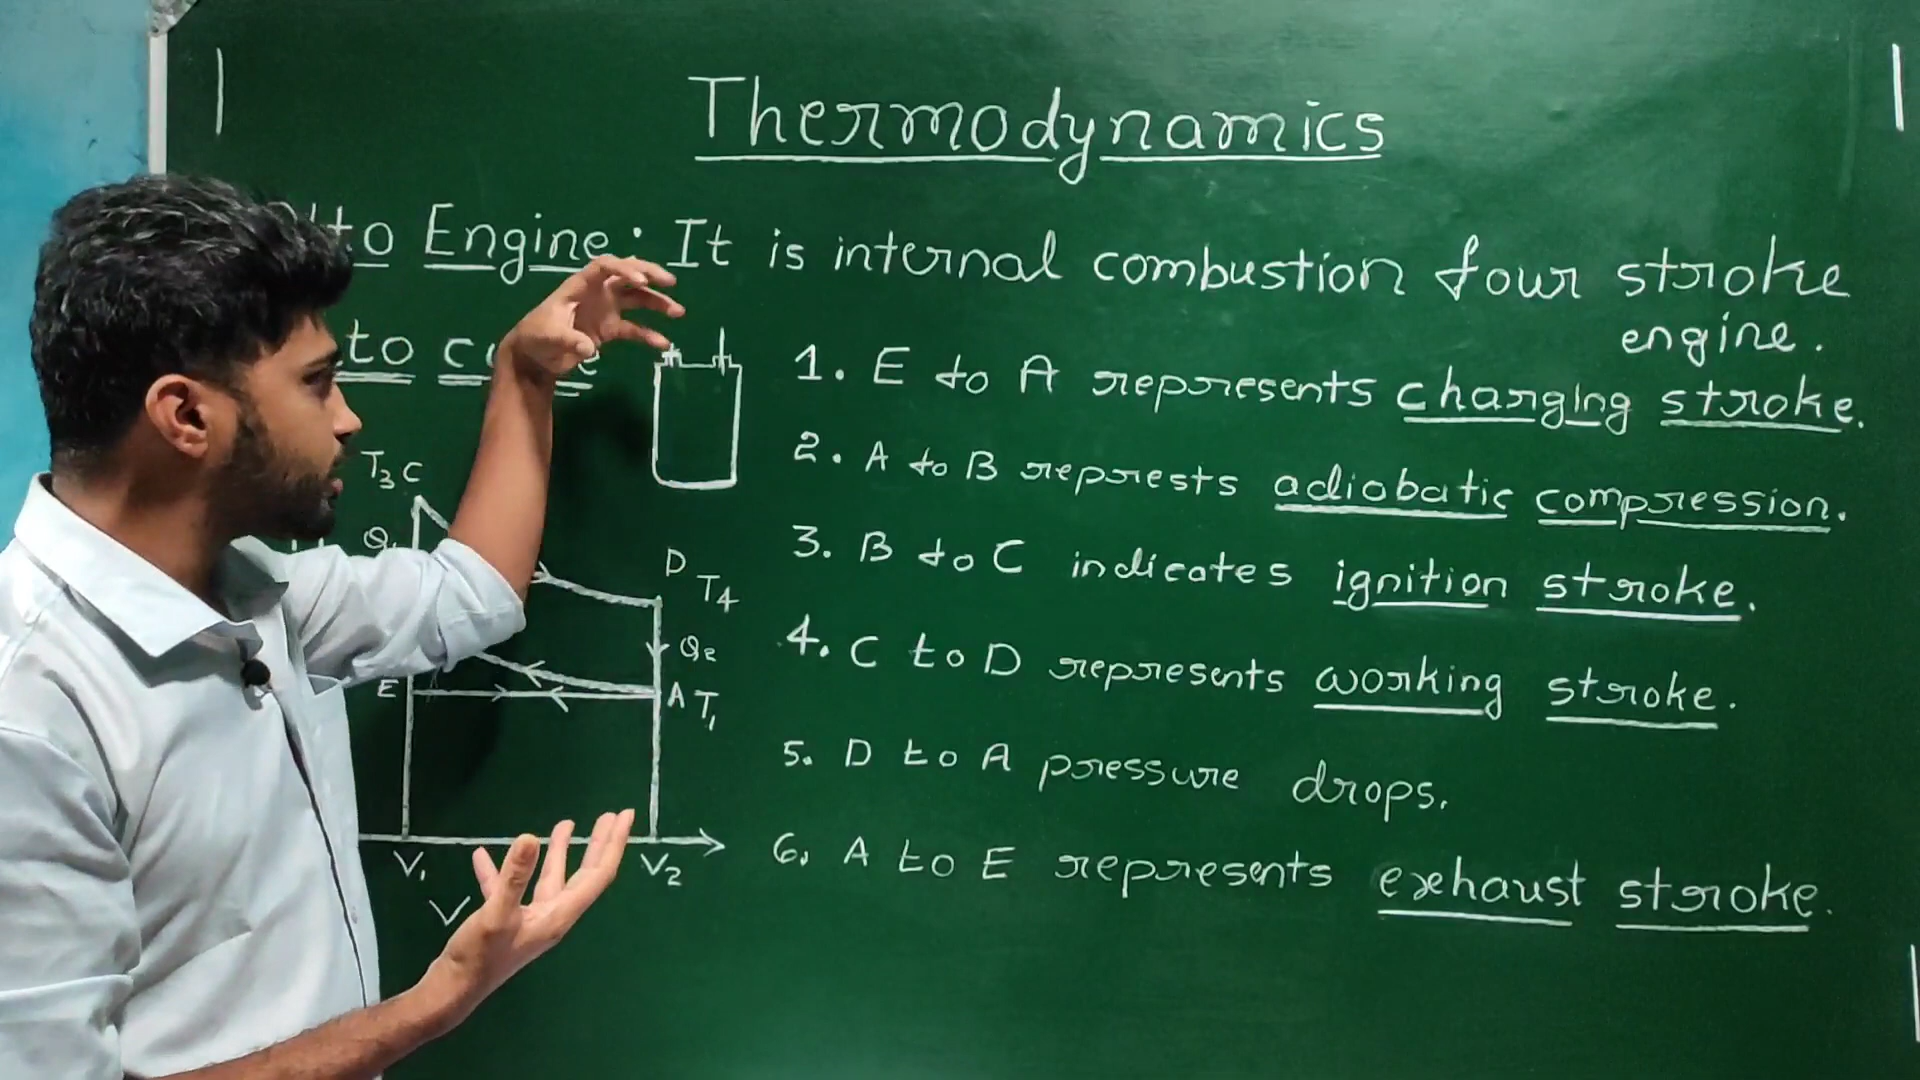 Thermodynamics
to Engine: It is internal combustion four stroke
engine.
to
1. E to A represents charging stroke.
2. A to B represts adiobatic compression.
3. B to C indicates ignition stroke.
4. C to D represents working stroke.
5. D to A pressure drops.
6. A to E represents exhaust stroke.
T3 C
D T4
Q2
E A T1
V1 V2
V